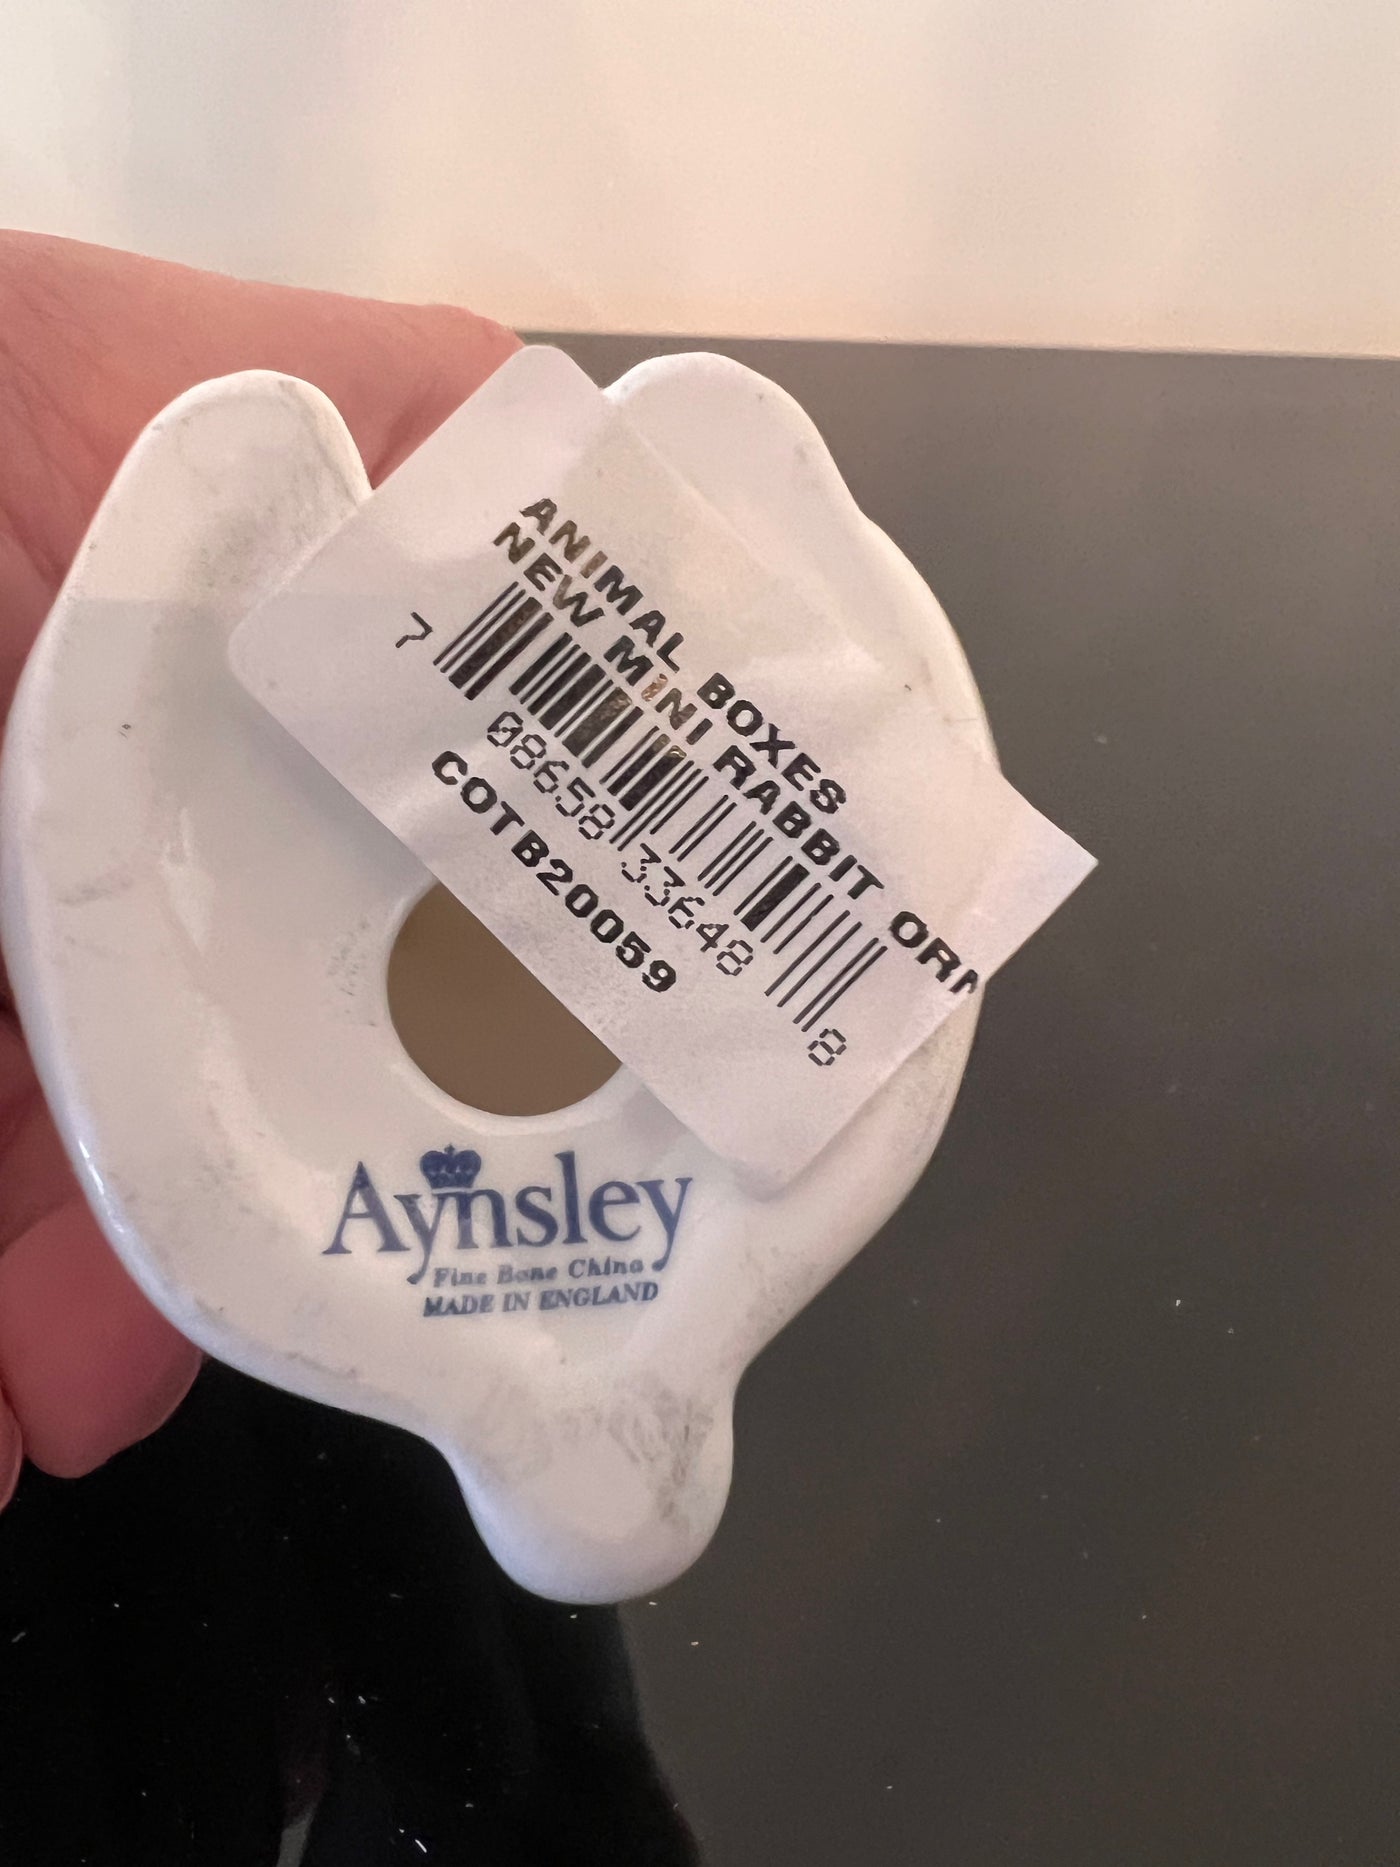 ANIMAL BOXES
NEW MINI RABBIT ORN
7 08658 33648 8
COTB20059
Aynsley
Fine Bone China
MADE IN ENGLAND